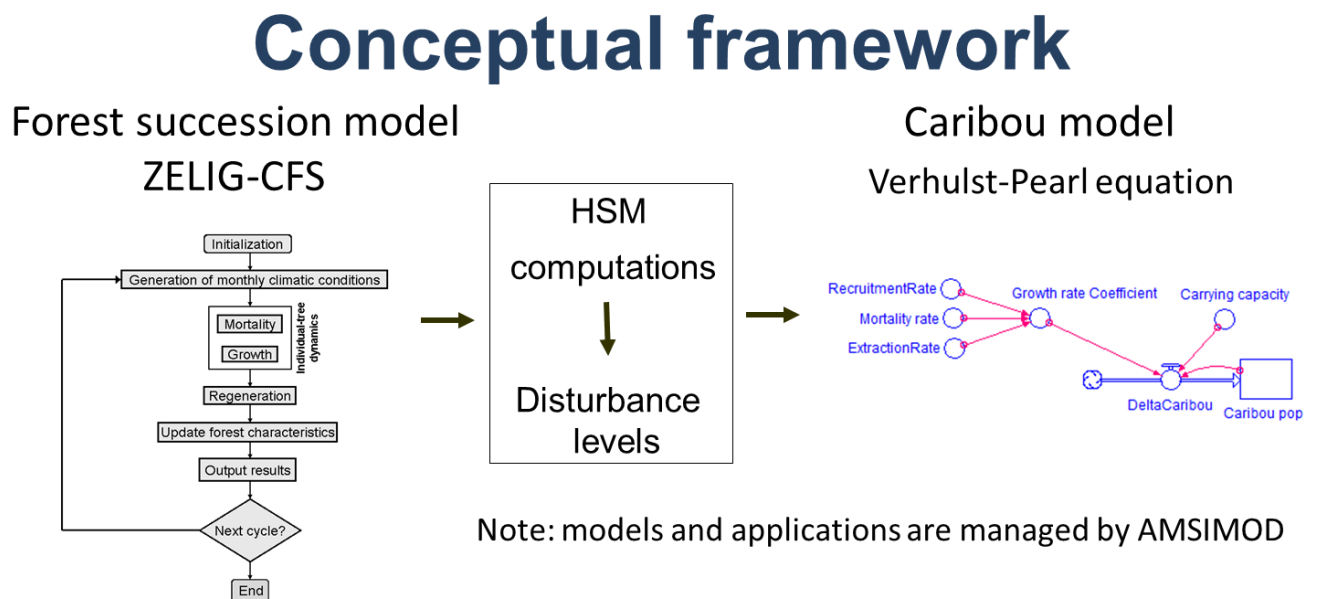 Conceptual framework
Forest succession model
ZELIG-CFS
Initialization
Generation of monthly climatic conditions
Mortality
Growth
Individual-tree
dynamics
Regeneration
Update forest characteristics
Output results
Next cycle?
End
HSM
computations
Disturbance
levels
Caribou model
Verhulst-Pearl equation
RecruitmentRate
Growth rate Coefficient
Carrying capacity
Mortality rate
ExtractionRate
DeltaCaribou
Caribou pop
Note: models and applications are managed by AMSIMOD